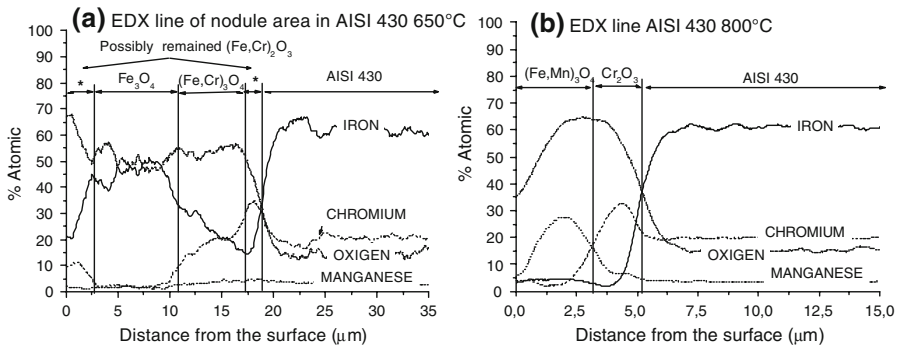 (a) EDX line of nodule area in AISI 430 650°C
Possibly remained (Fe,Cr)₂O₃
* Fe₃O₄ (Fe,Cr)₃O₄ * AISI 430
IRON
CHROMIUM
OXIGEN
MANGANESE
% Atomic
80
70
60
50
40
30
20
10
0
0 5 10 15 20 25 30 35
Distance from the surface (μm)
(b) EDX line AISI 430 800°C
(Fe,Mn)₃O₄ Cr₂O₃ AISI 430
IRON
CHROMIUM
OXIGEN
MANGANESE
% Atomic
100
90
80
70
60
50
40
30
20
10
0
0,0 2,5 5,0 7,5 10,0 12,5 15,0
Distance from the surface (μm)